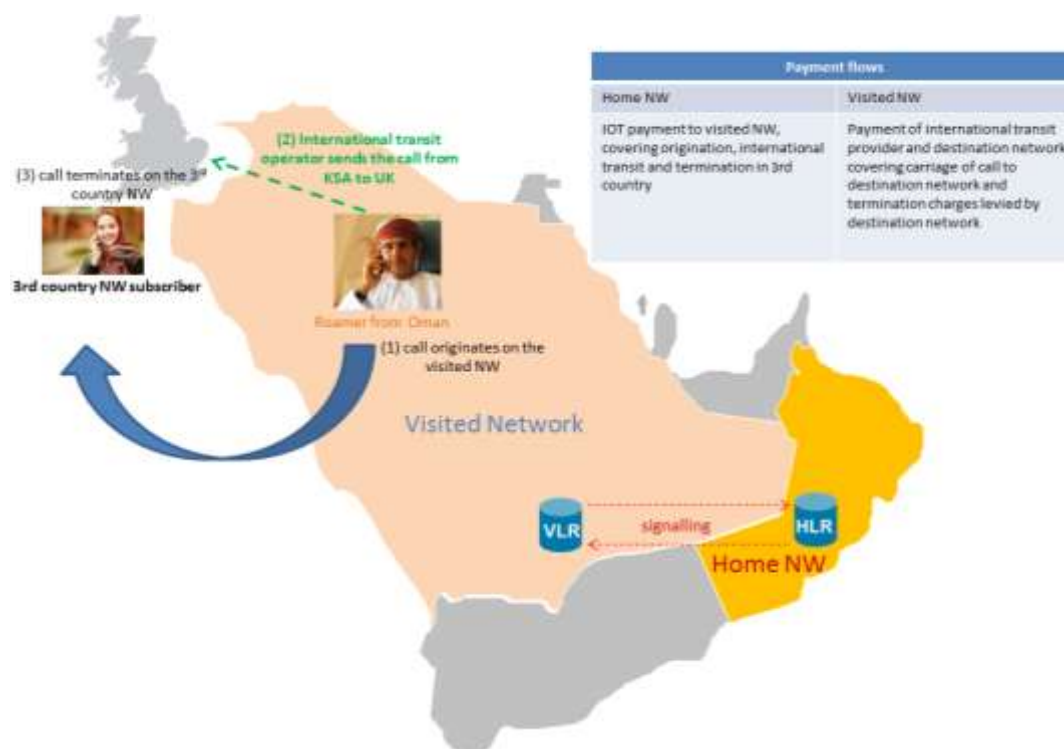 Payment flows
Home NW
Visited NW
IOT payment to visited NW,
covering origination, international
transit and termination in 3rd
country
Payment of international transit
provider and destination network
covering carriage of call to
destination network and
termination charges levied by
destination network
(2) International transit
operator sends the call from
KSA to UK
(3) call terminates on the 3rd
country NW
3rd country NW subscriber
Roamer from Oman
(1) call originates on the
visited NW
Visited Network
VLR
signalling
HLR
Home NW